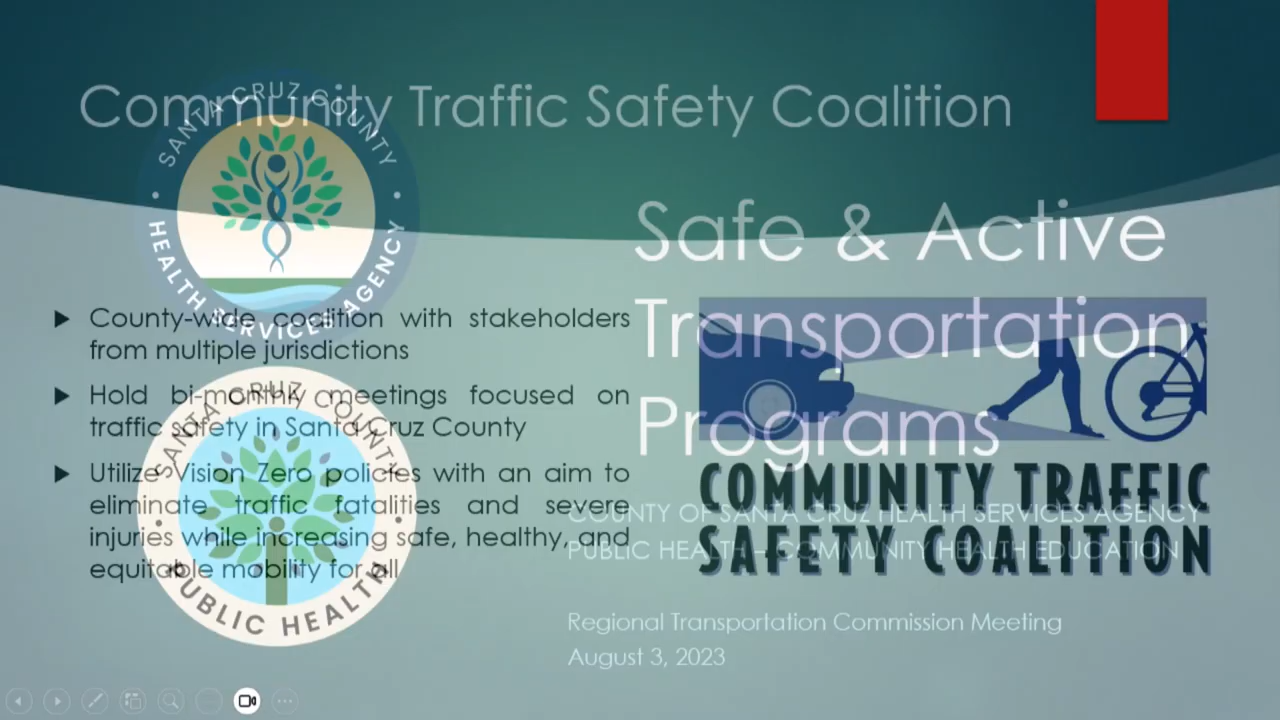 Community Traffic Safety Coalition
SANTA CRUZ COUNTY
HEALTH SERVICES AGENCY
Safe & Active
Transportation
Programs
County-wide coalition with stakeholders
from multiple jurisdictions
Hold bi-monthly meetings focused on
traffic safety in Santa Cruz County
Utilize Vision Zero policies with an aim to
eliminate traffic fatalities and severe
injuries while increasing safe, healthy, and
equitable mobility for all
SANTA CRUZ COUNTY
PUBLIC HEALTH
COMMUNITY TRAFFIC
SAFETY COALITION
COUNTY OF SANTA CRUZ HEALTH SERVICES AGENCY
PUBLIC HEALTH – COMMUNITY HEALTH EDUCATION
Regional Transportation Commission Meeting
August 3, 2023